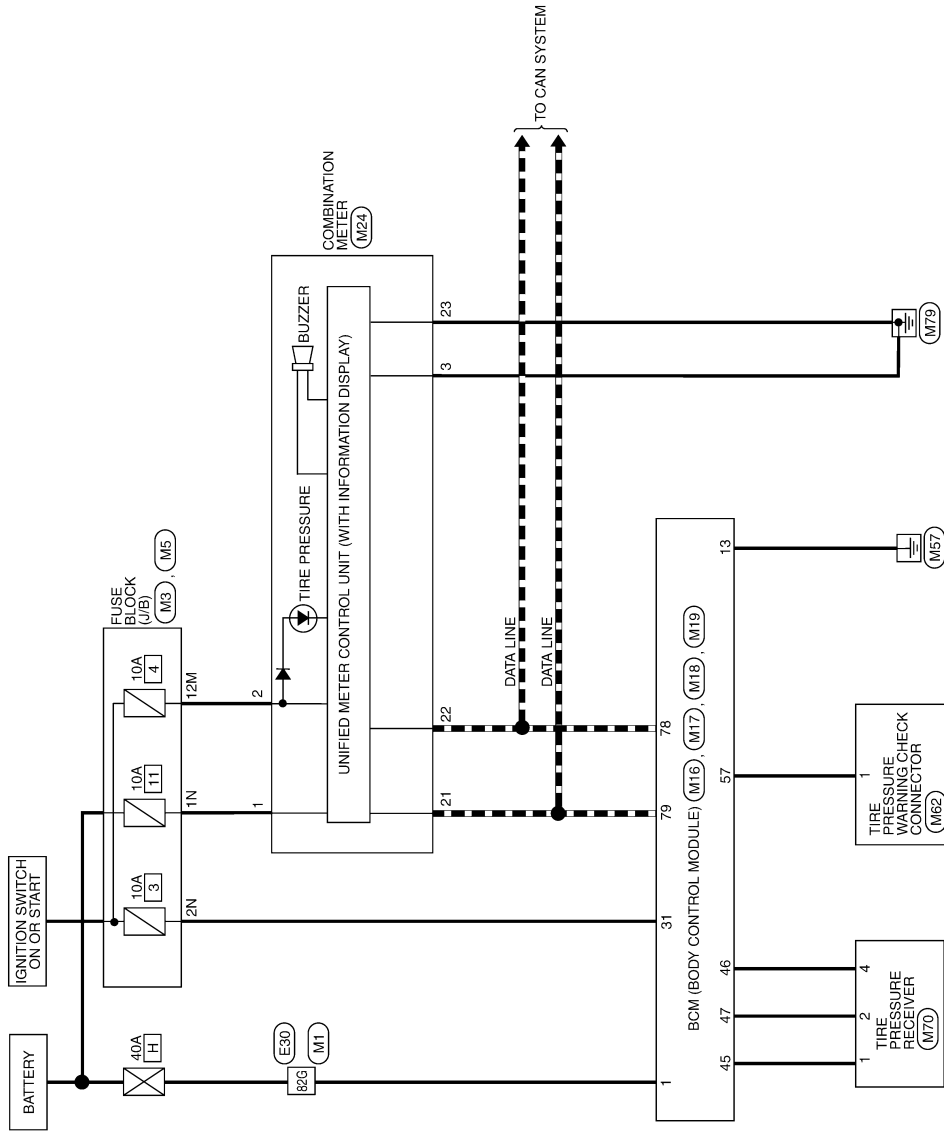 BATTERY
IGNITION SWITCH
ON OR START
40A
H
10A
3
10A
11
10A
4
FUSE
BLOCK
(J/B)
M3 , M5
2N
1N
12M
E30
82G
M1
1
2
TIRE PRESSURE
BUZZER
COMBINATION
METER
M24
UNIFIED METER CONTROL UNIT (WITH INFORMATION DISPLAY)
21
22
3
23
DATA LINE
DATA LINE
TO CAN SYSTEM
1
31
79
78
BCM (BODY CONTROL MODULE) M16 , M17 , M18 , M19
45
47
46
57
13
1
2
4
TIRE
PRESSURE
RECEIVER
M70
1
TIRE
PRESSURE
WARNING CHECK
CONNECTOR
M62
M57
M79